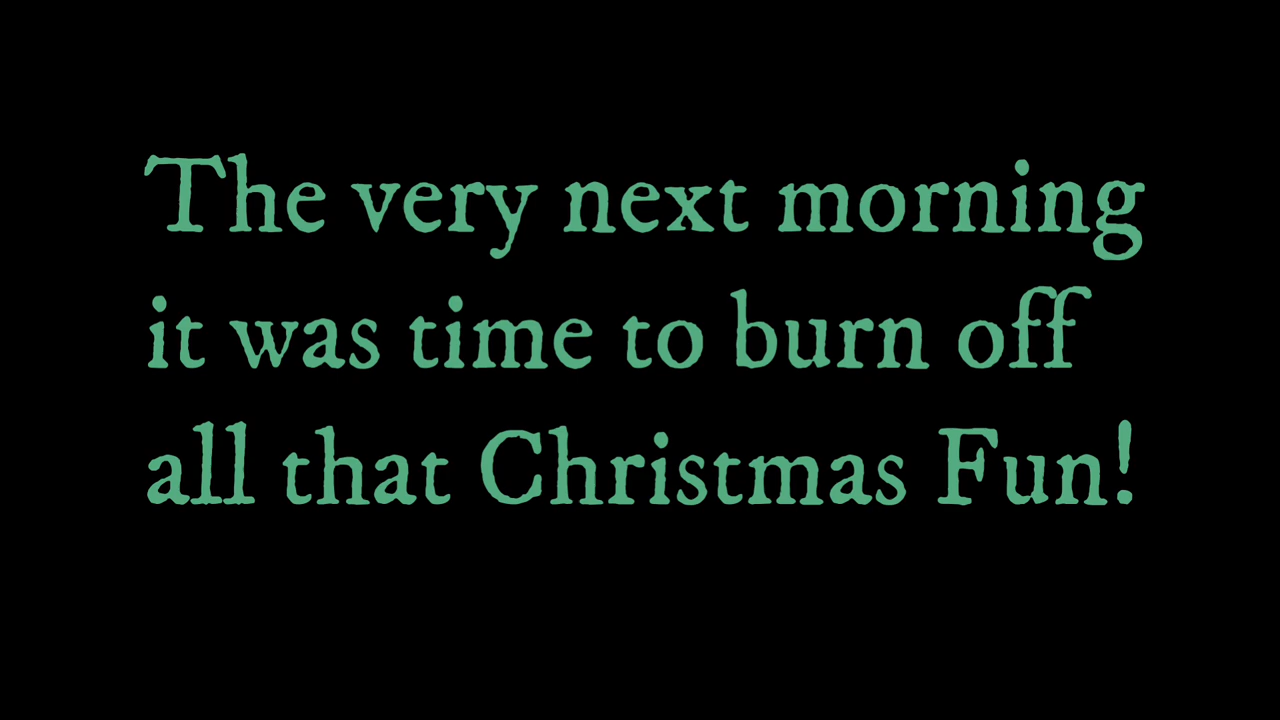 The very next morning
it was time to burn off
all that Christmas Fun!